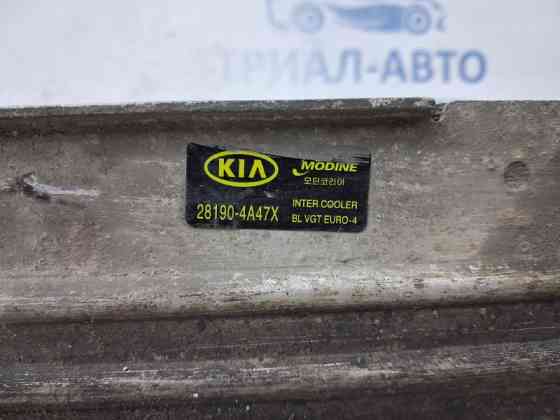 ТРИАЛ-АВТО
KIA
MODINE
모딘코리아
28190-4A47X
INTER COOLER
BL VGT EURO-4